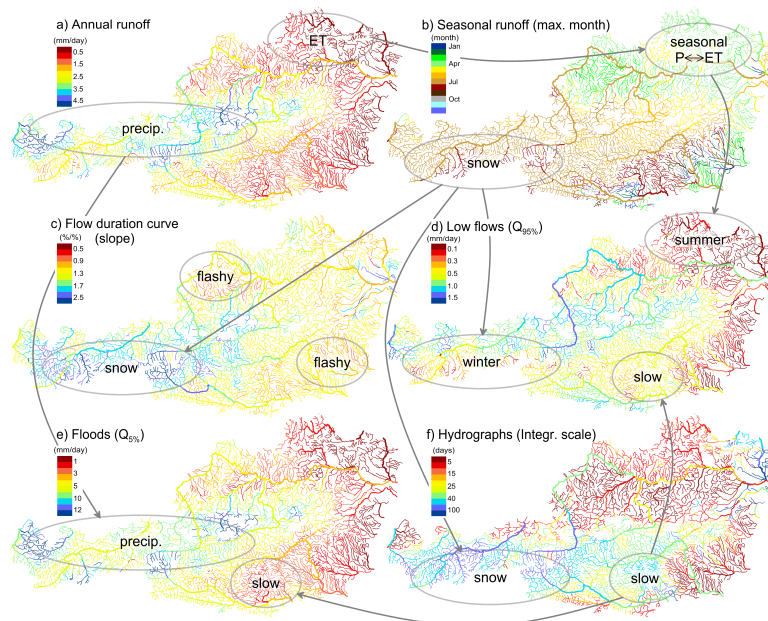 a) Annual runoff
(mm/day)
0.5
1.5
2.5
3.5
4.5
ET
precip.
b) Seasonal runoff (max. month)
(month)
Jan
Apr
Jul
Oct
seasonal
P↔ET
snow
c) Flow duration curve
(slope)
(%/%)
0.5
0.9
1.3
1.7
2.5
flashy
flashy
snow
d) Low flows (Q95%)
(mm/day)
0.1
0.3
0.5
1.0
1.5
summer
winter
slow
e) Floods (Q5%)
(mm/day)
1
3
5
10
12
precip.
slow
f) Hydrographs (Integr. scale)
(days)
5
15
25
40
100
snow
slow